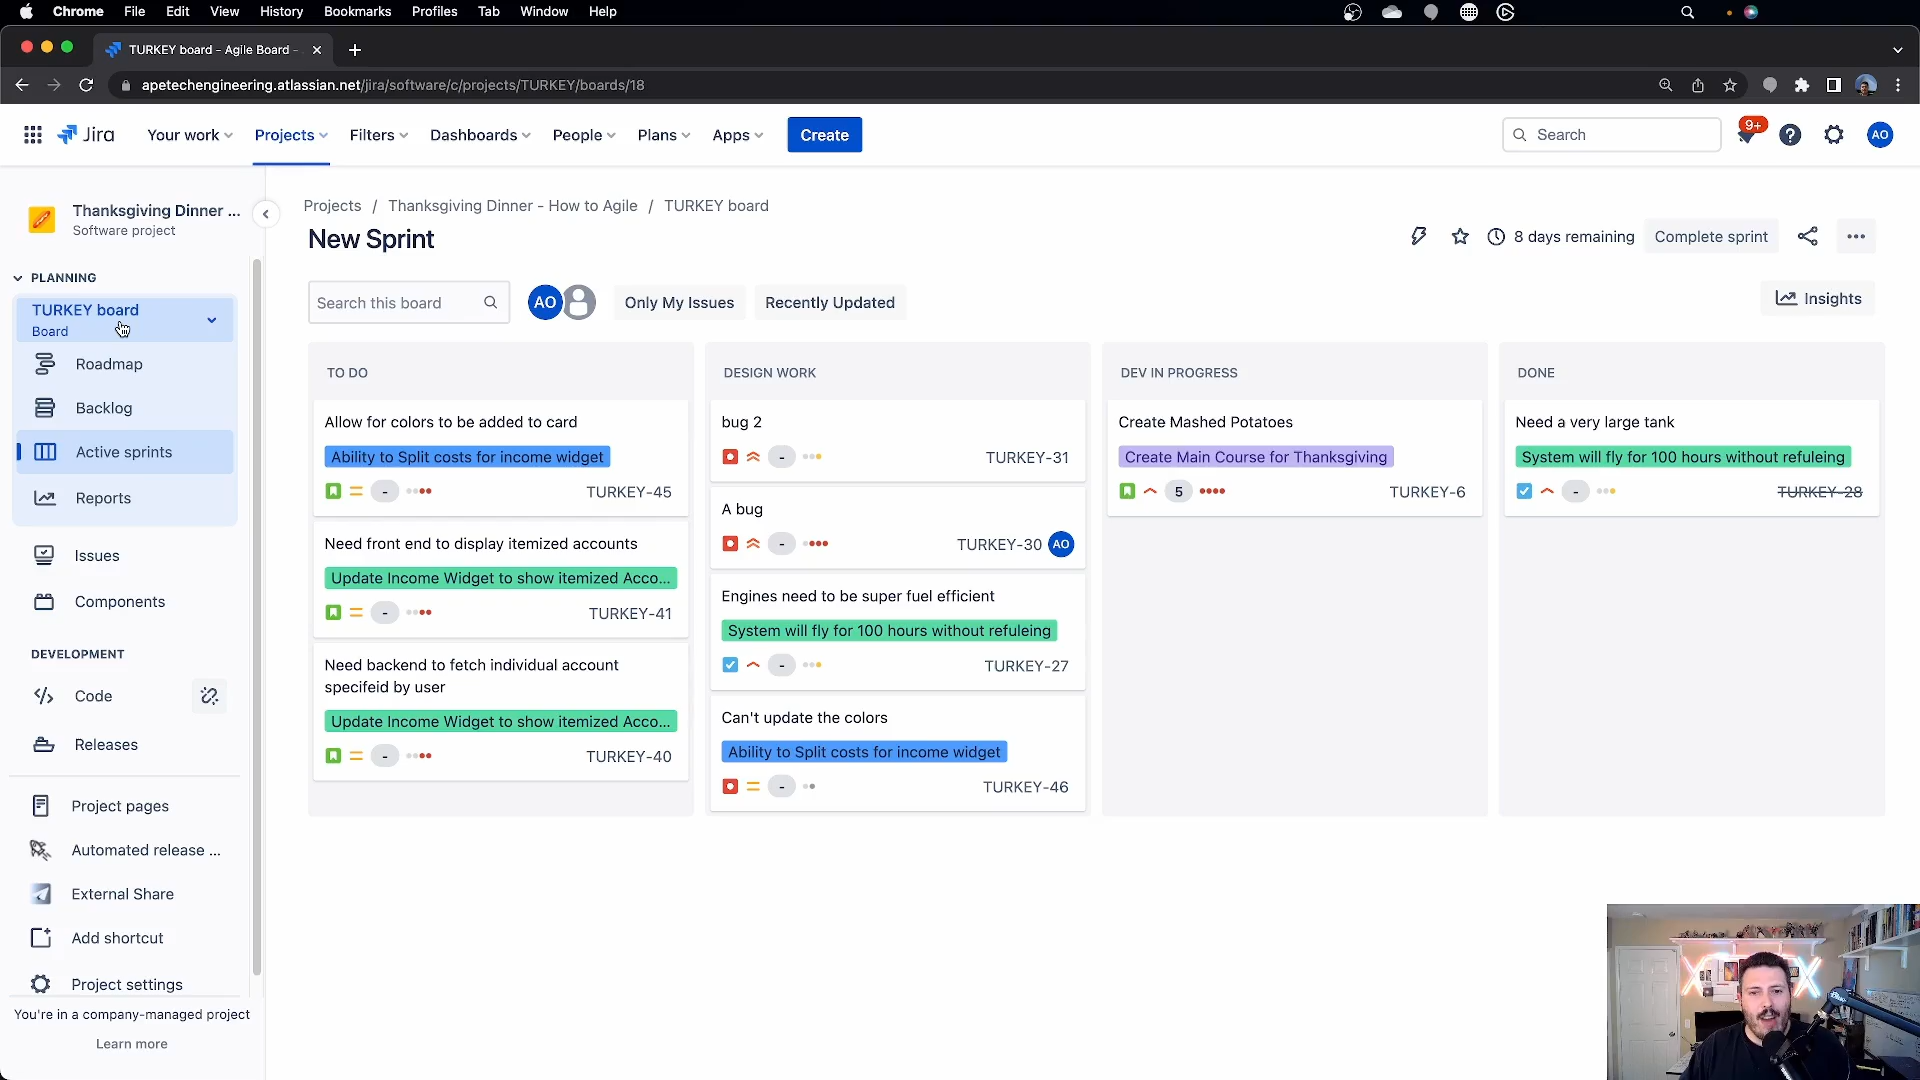 Chrome File Edit View History Bookmarks Profiles Tab Window Help
TURKEY board - Agile Board -
apetechengineering.atlassian.net/jira/software/c/projects/TURKEY/boards/18
Jira Your work Projects Filters Dashboards People Plans Apps Create
Search
9+
AO
Thanksgiving Dinner ...
Software project
PLANNING
TURKEY board
Board
Roadmap
Backlog
Active sprints
Reports
Issues
Components
DEVELOPMENT
Code
Releases
Project pages
Automated release ...
External Share
Add shortcut
Project settings
You're in a company-managed project
Learn more
Projects / Thanksgiving Dinner - How to Agile / TURKEY board
New Sprint
8 days remaining
Complete sprint
Search this board
AO
Only My Issues
Recently Updated
Insights
TO DO
Allow for colors to be added to card
Ability to Split costs for income widget
- TURKEY-45
Need front end to display itemized accounts
Update Income Widget to show itemized Acco...
- TURKEY-41
Need backend to fetch individual account
specifeid by user
Update Income Widget to show itemized Acco...
- TURKEY-40
DESIGN WORK
bug 2
- TURKEY-31
A bug
- TURKEY-30 AO
Engines need to be super fuel efficient
System will fly for 100 hours without refuleing
- TURKEY-27
Can't update the colors
Ability to Split costs for income widget
- TURKEY-46
DEV IN PROGRESS
Create Mashed Potatoes
Create Main Course for Thanksgiving
5 TURKEY-6
DONE
Need a very large tank
System will fly for 100 hours without refuleing
- TURKEY-28